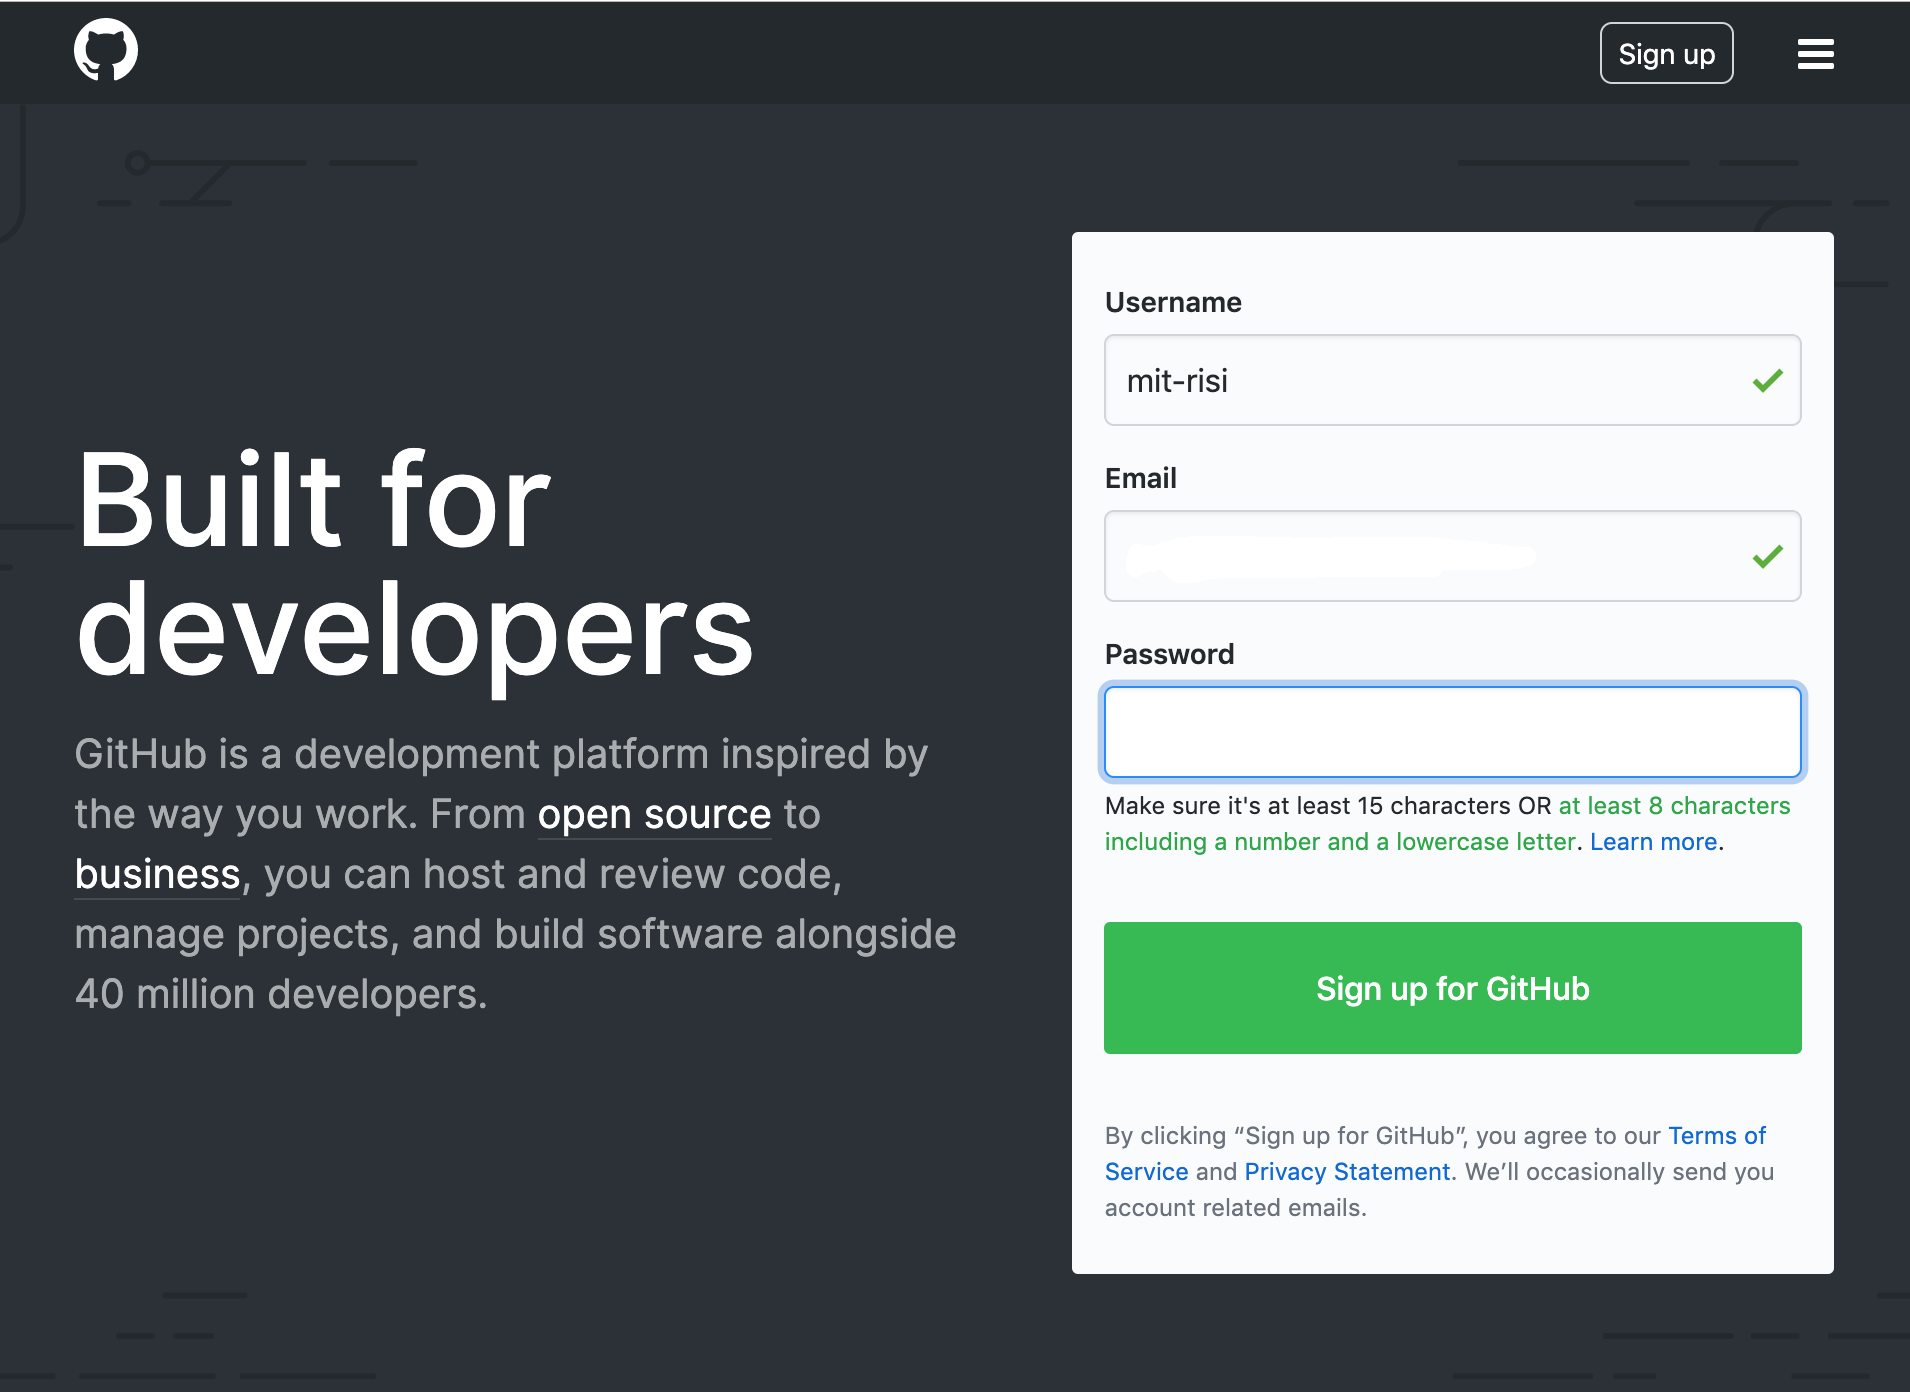 Sign up
Built for
developers
GitHub is a development platform inspired by
the way you work. From open source to
business, you can host and review code,
manage projects, and build software alongside
40 million developers.
Username
mit-risi
Email
Password
Make sure it's at least 15 characters OR at least 8 characters
including a number and a lowercase letter. Learn more.
Sign up for GitHub
By clicking “Sign up for GitHub”, you agree to our Terms of
Service and Privacy Statement. We’ll occasionally send you
account related emails.